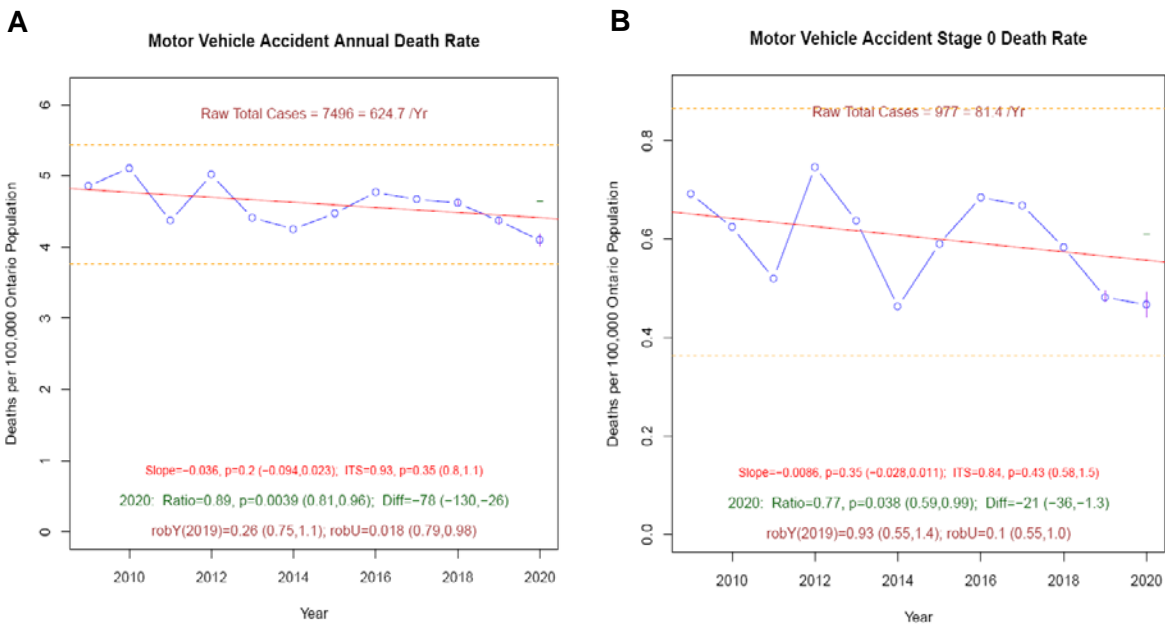 A
Motor Vehicle Accident Annual Death Rate
Raw Total Cases = 7496 = 624.7 /Yr
Deaths per 100,000 Ontario Population
6
5
4
3
2
1
0
Slope=−0.036, p=0.2 (−0.094,0.023); ITS=0.93, p=0.35 (0.8,1.1)
2020: Ratio=0.89, p=0.0039 (0.81,0.96); Diff=−78 (−130,−26)
robY(2019)=0.26 (0.75,1.1); robU=0.018 (0.79,0.98)
2010 2012 2014 2016 2018 2020
Year
B
Motor Vehicle Accident Stage 0 Death Rate
Raw Total Cases = 977 = 81.4 /Yr
Deaths per 100,000 Ontario Population
0.8
0.6
0.4
0.2
0.0
Slope=−0.0086, p=0.35 (−0.028,0.011); ITS=0.84, p=0.43 (0.58,1.5)
2020: Ratio=0.77, p=0.038 (0.59,0.99); Diff=−21 (−36,−1.3)
robY(2019)=0.93 (0.55,1.4); robU=0.1 (0.55,1.0)
2010 2012 2014 2016 2018 2020
Year